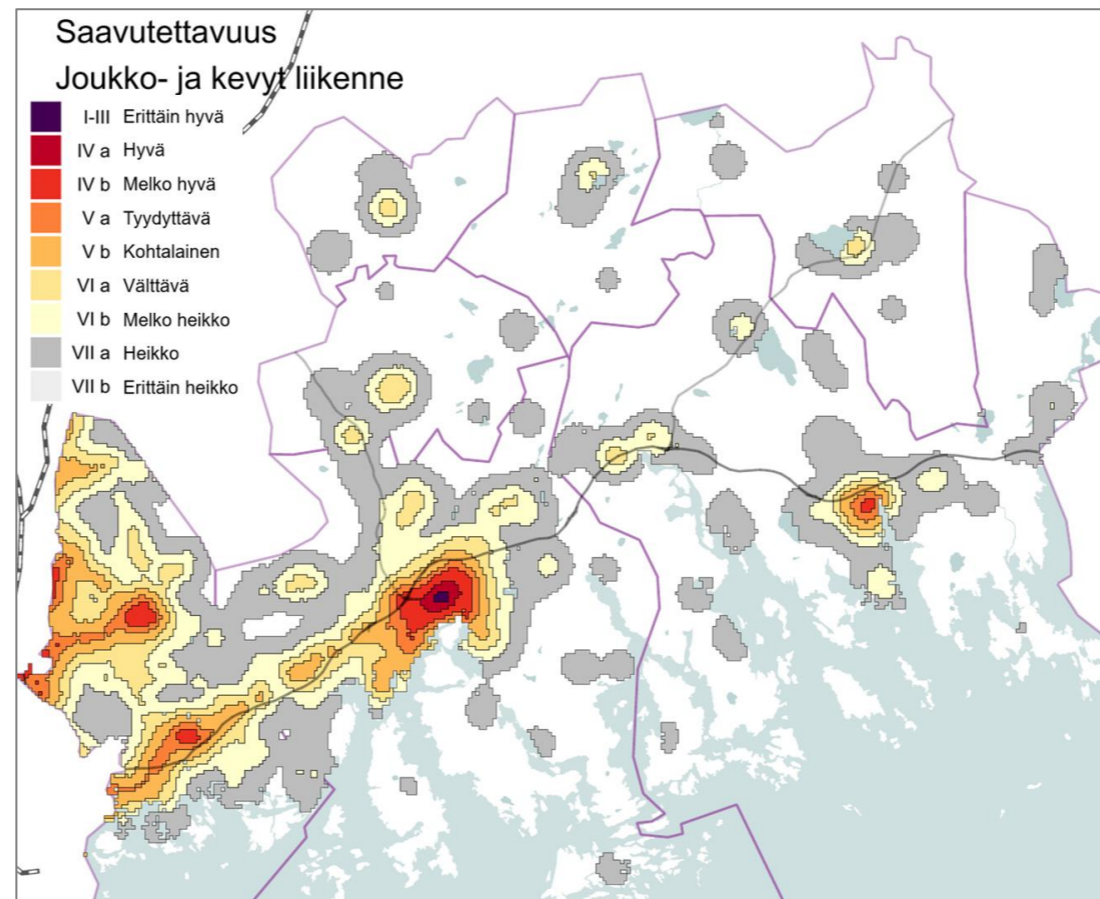 Saavutettavuus
Joukko- ja kevyt liikenne
I-III Erittäin hyvä
IV a Hyvä
IV b Melko hyvä
V a Tyydyttävä
V b Kohtalainen
VI a Välttävä
VI b Melko heikko
VII a Heikko
VII b Erittäin heikko